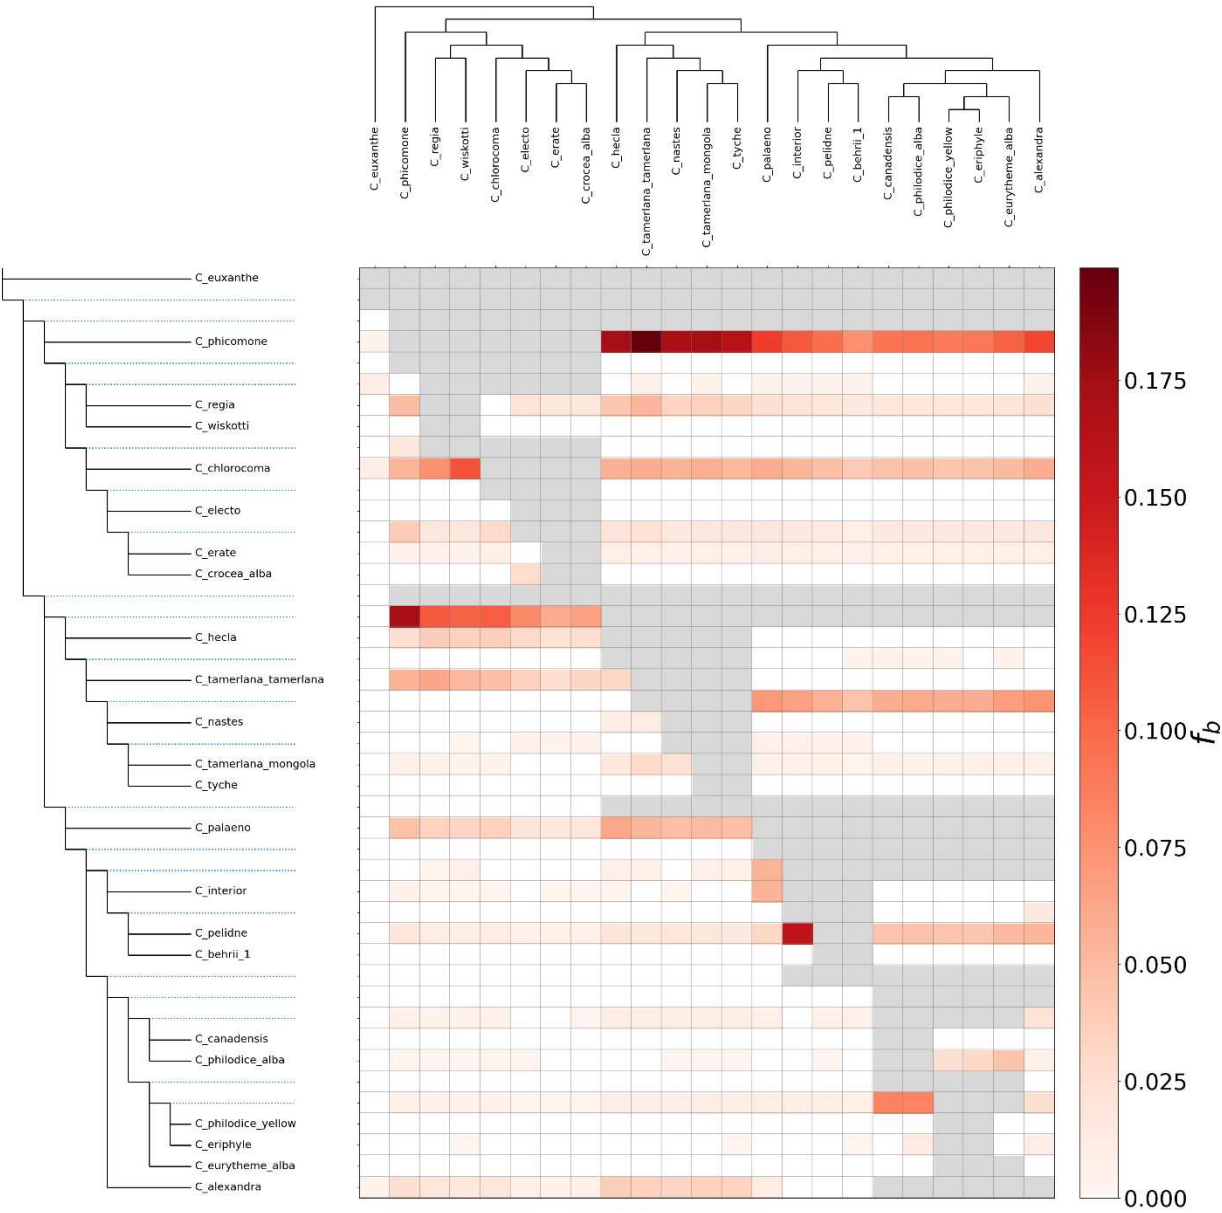 C_euxanthe
C_phicomone
C_regia
C_wiskotti
C_chlorocoma
C_electo
C_erate
C_crocea_alba
C_hecla
C_tamerlana_tamerlana
C_nastes
C_tamerlana_mongola
C_tyche
C_palaeno
C_interior
C_pelidne
C_behrii_1
C_canadensis
C_philodice_alba
C_philodice_yellow
C_eriphyle
C_eurytheme_alba
C_alexandra
C_euxanthe
C_phicomone
C_regia
C_wiskotti
C_chlorocoma
C_electo
C_erate
C_crocea_alba
C_hecla
C_tamerlana_tamerlana
C_nastes
C_tamerlana_mongola
C_tyche
C_palaeno
C_interior
C_pelidne
C_behrii_1
C_canadensis
C_philodice_alba
C_philodice_yellow
C_eriphyle
C_eurytheme_alba
C_alexandra
0.175
0.150
0.125
0.100
0.075
0.050
0.025
0.000
f_b